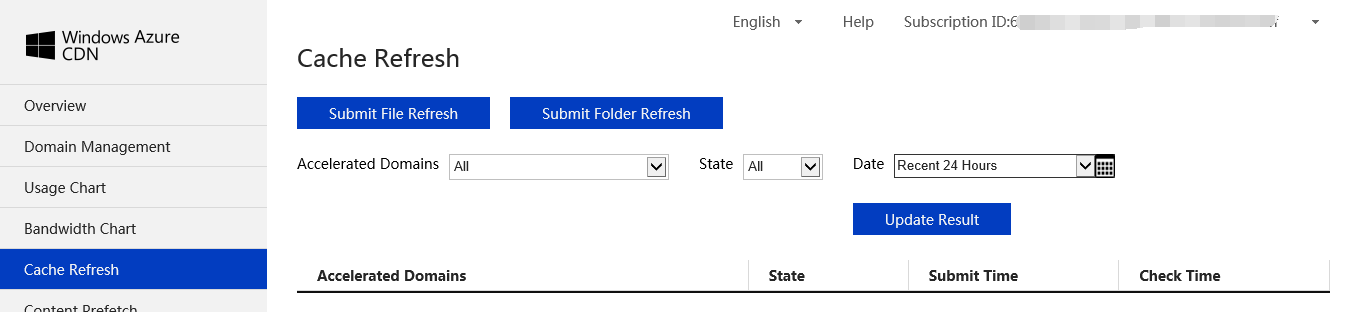 English
Help
Subscription ID:6
Windows Azure
CDN
Cache Refresh
Overview
Domain Management
Usage Chart
Bandwidth Chart
Cache Refresh
Content Prefetch
Submit File Refresh
Submit Folder Refresh
Accelerated Domains All
State All
Date Recent 24 Hours
Update Result
Accelerated Domains State Submit Time Check Time